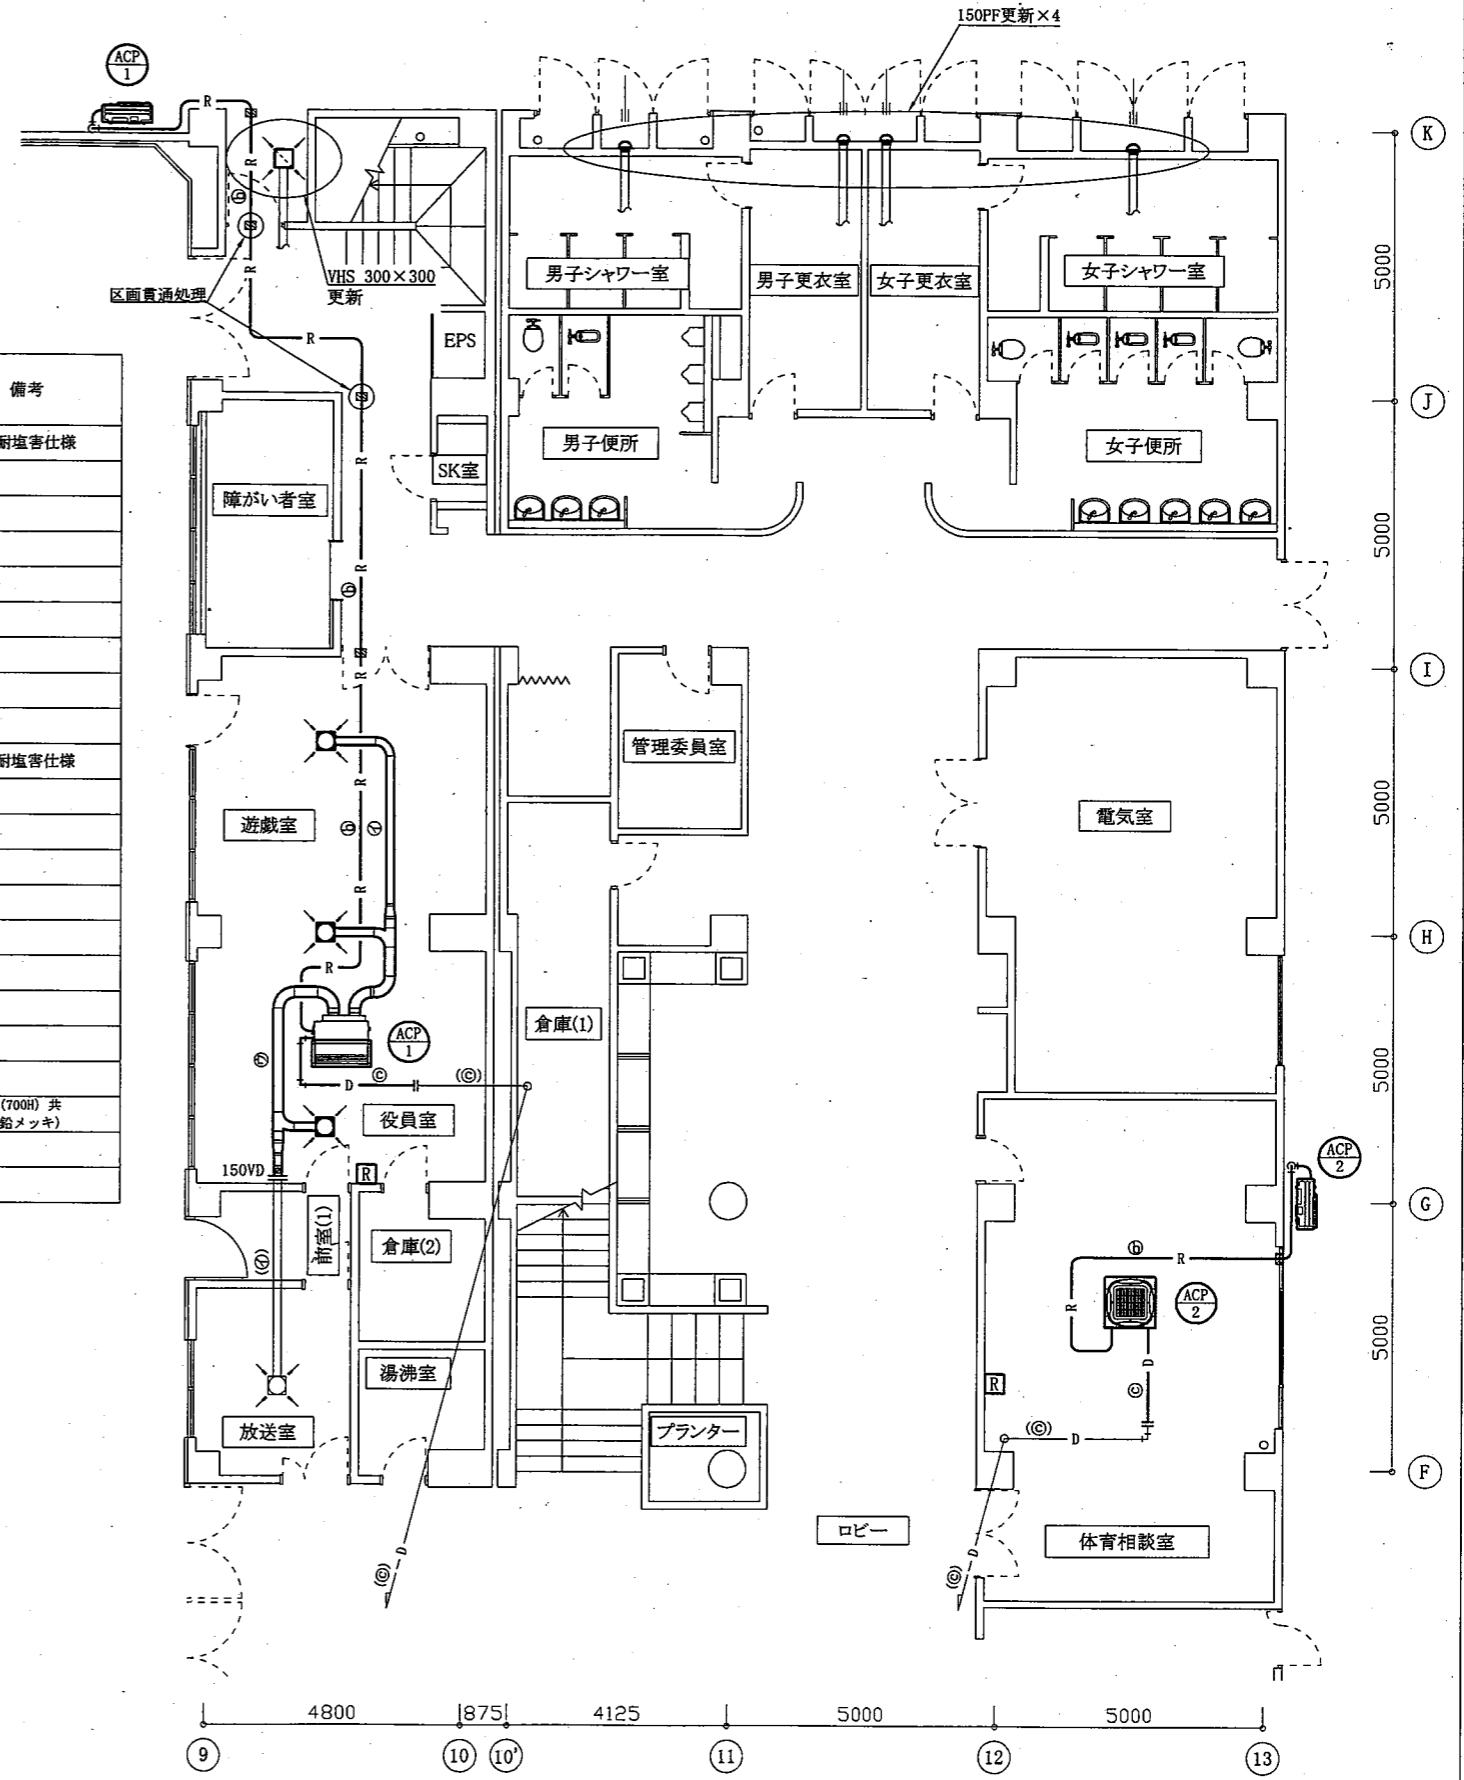 150PF更新×4
ACP
1
R
K
R
ⓑ
R
VHS 300×300
更新
区画貫通処理
R
EPS
男子シャワー室
男子更衣室
女子更衣室
女子シャワー室
5000
備考
耐塩害仕様
J
R
男子便所
女子便所
SK室
障がい者室
5000
R
ⓑ
I
R
管理委員室
R
遊戯室
ⓑ
㋑
電気室
5000
耐塩害仕様
R
H
R
倉庫(1)
ACP
1
㋒
D
ⓒ
(ⓒ)
役員室
5000
(700H) 共
鉛メッキ)
150VD
R
ACP
2
G
前室(1)
倉庫(2)
(㋑)
ⓑ
R
R
ACP
2
5000
湯沸室
D
ⓒ
R
放送室
プランター
(ⓒ)
D
F
ロビー
体育相談室
(ⓒ)
D
(ⓒ)
D
4800
875
4125
5000
5000
9
10
10'
11
12
13